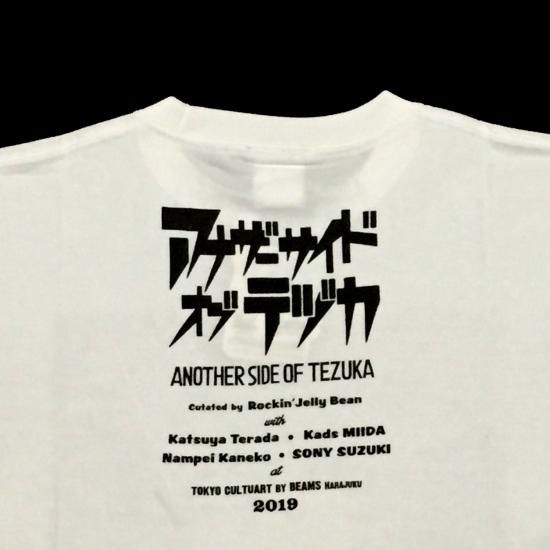 アナザーサイド
オブ テヅカ
ANOTHER SIDE OF TEZUKA
Curated by Rockin'Jelly Bean
with
Katsuya Terada • Kads MIIDA
Nampei Kaneko • SONY SUZUKI
at
TOKYO CULTUART BY BEAMS HARAJUKU
2019